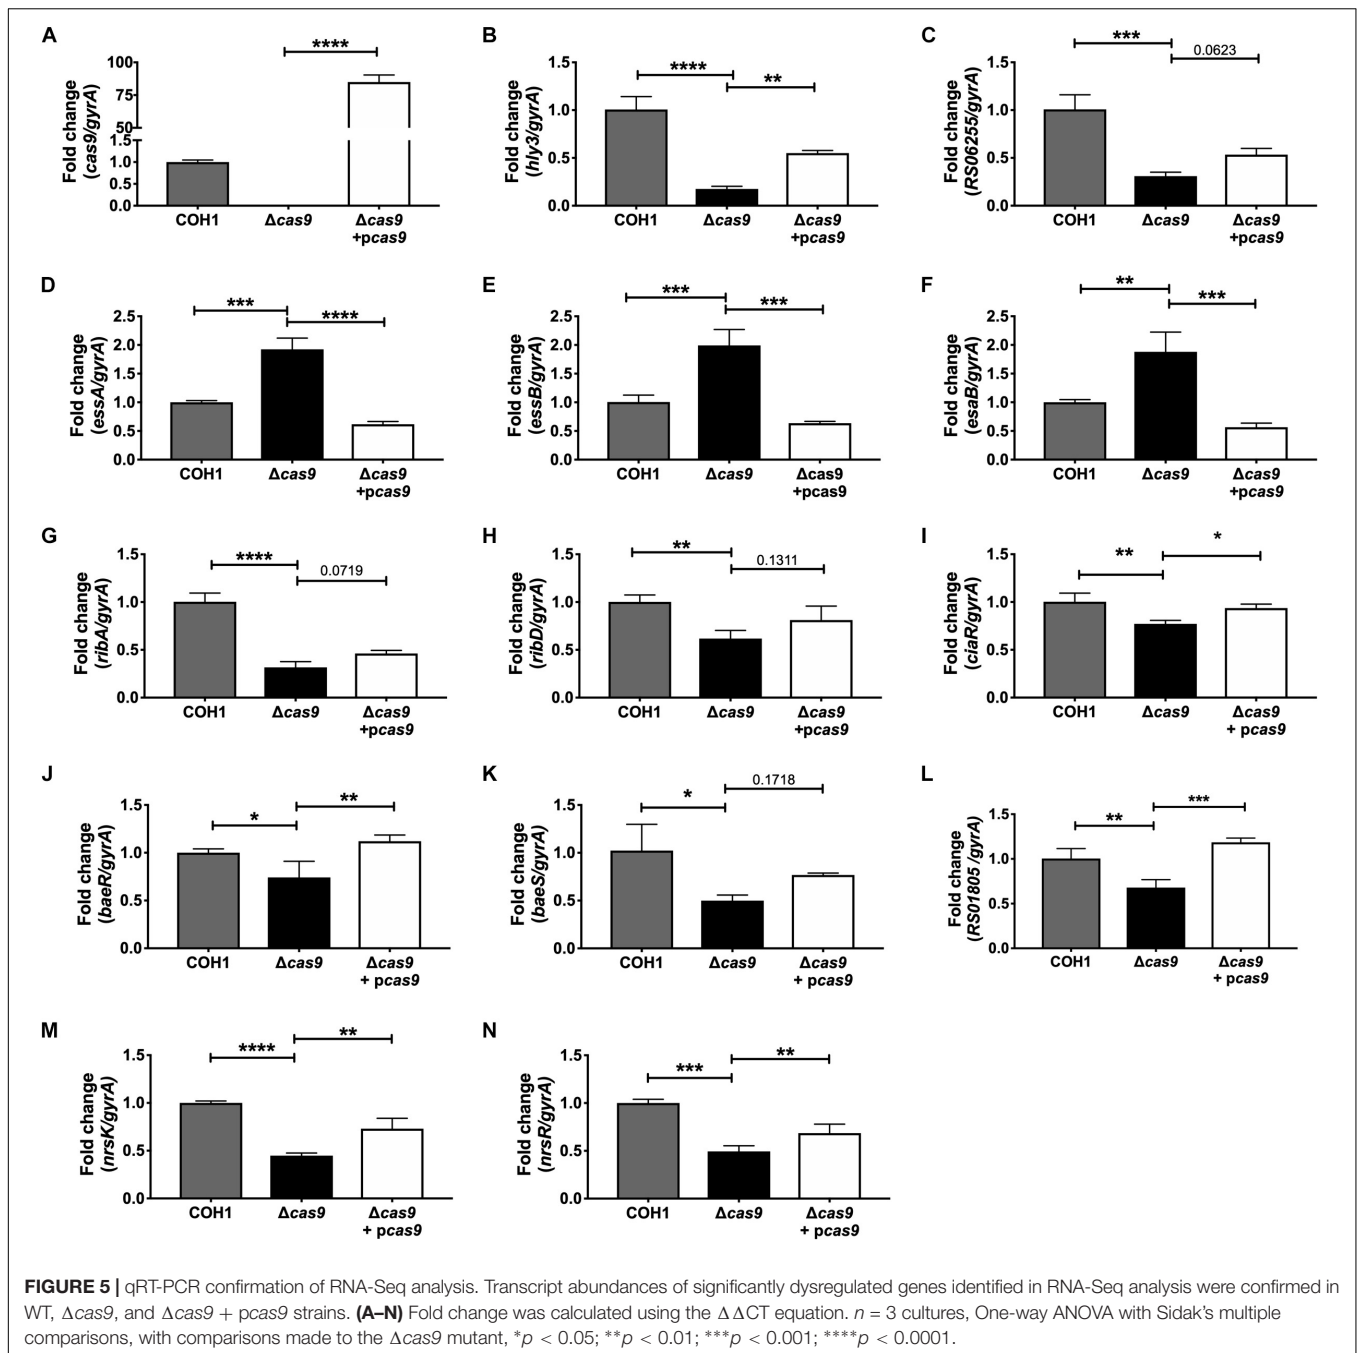 A
Fold change
(cas9/gyrA)
100
75
50
1.5
1.0
0.5
0.0
****
COH1 Δcas9 Δcas9
+pcas9
B
Fold change
(hly3/gyrA)
1.5
1.0
0.5
0.0
**** **
COH1 Δcas9 Δcas9
+pcas9
C
Fold change
(RS06255/gyrA)
1.5
1.0
0.5
0.0
*** 0.0623
COH1 Δcas9 Δcas9
+pcas9
D
Fold change
(essA/gyrA)
2.5
2.0
1.5
1.0
0.5
0.0
*** ****
COH1 Δcas9 Δcas9
+pcas9
E
Fold change
(essB/gyrA)
2.5
2.0
1.5
1.0
0.5
0.0
*** ***
COH1 Δcas9 Δcas9
+pcas9
F
Fold change
(esaB/gyrA)
2.5
2.0
1.5
1.0
0.5
0.0
** ***
COH1 Δcas9 Δcas9
+pcas9
G
Fold change
(ribA/gyrA)
1.5
1.0
0.5
0.0
**** 0.0719
COH1 Δcas9 Δcas9
+pcas9
H
Fold change
(ribD/gyrA)
1.5
1.0
0.5
0.0
** 0.1311
COH1 Δcas9 Δcas9
+pcas9
I
Fold change
(ciaR/gyrA)
1.5
1.0
0.5
0.0
** *
COH1 Δcas9 Δcas9
+ pcas9
J
Fold change
(baeR/gyrA)
1.5
1.0
0.5
0.0
* **
COH1 Δcas9 Δcas9
+ pcas9
K
Fold change
(baeS/gyrA)
1.5
1.0
0.5
0.0
* 0.1718
COH1 Δcas9 Δcas9
+ pcas9
L
Fold change
(RS01805/gyrA)
1.5
1.0
0.5
0.0
** ***
COH1 Δcas9 Δcas9
+ pcas9
M
Fold change
(nrsK/gyrA)
1.5
1.0
0.5
0.0
**** **
COH1 Δcas9 Δcas9
+ pcas9
N
Fold change
(nrsR/gyrA)
1.5
1.0
0.5
0.0
*** **
COH1 Δcas9 Δcas9
+ pcas9
FIGURE 5 | qRT-PCR confirmation of RNA-Seq analysis. Transcript abundances of significantly dysregulated genes identified in RNA-Seq analysis were confirmed in
WT, Δcas9, and Δcas9 + pcas9 strains. (A–N) Fold change was calculated using the ΔΔCT equation. n = 3 cultures, One-way ANOVA with Sidak's multiple
comparisons, with comparisons made to the Δcas9 mutant, *p < 0.05; **p < 0.01; ***p < 0.001; ****p < 0.0001.